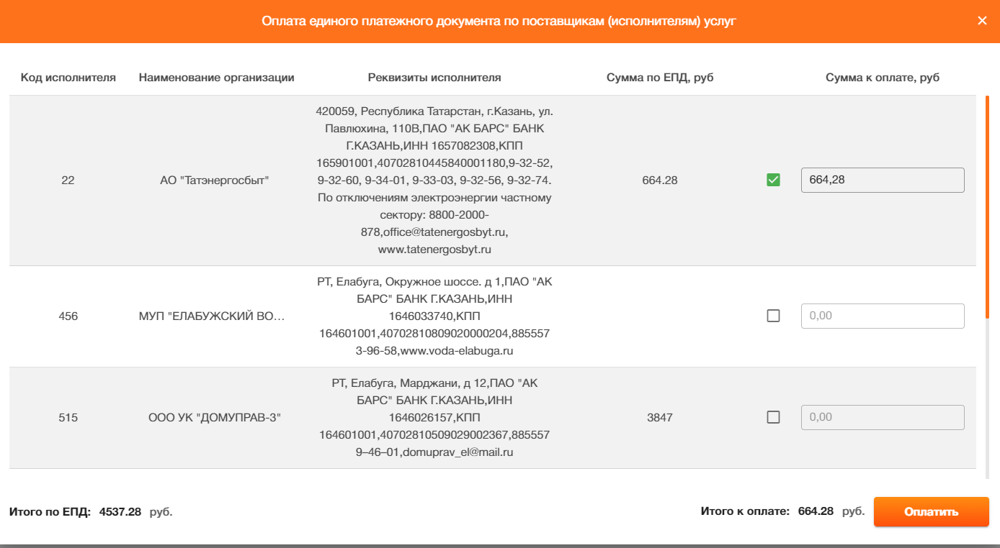 Оплата единого платежного документа по поставщикам (исполнителям) услуг
Код исполнителя Наименование организации Реквизиты исполнителя Сумма по ЕПД, руб Сумма к оплате, руб
420059, Республика Татарстан, г.Казань, ул.
Павлюхина, 110В,ПАО "АК БАРС" БАНК
Г.КАЗАНЬ,ИНН 1657082308,КПП
165901001,40702810445840001180,9-32-52,
22 АО "Татэнергосбыт" 9-32-60, 9-34-01, 9-33-03, 9-32-56, 9-32-74. 664.28 664,28
По отключениям электроэнергии частному
сектору: 8800-2000-
878,office@tatenergosbyt.ru,
www.tatenergosbyt.ru
РТ, Елабуга, Окружное шоссе. д 1,ПАО "АК
БАРС" БАНК Г.КАЗАНЬ,ИНН
456 МУП "ЕЛАБУЖСКИЙ ВО... 1646033740,КПП 0,00
164601001,40702810809020000204,885557
3-96-58,www.voda-elabuga.ru
РТ, Елабуга, Марджани, д 12,ПАО "АК
БАРС" БАНК Г.КАЗАНЬ,ИНН
515 ООО УК "ДОМУПРАВ-3" 1646026157,КПП 3847 0,00
164601001,40702810509029002367,885557
9–46–01,domuprav_el@mail.ru
Итого по ЕПД: 4537.28 руб. Итого к оплате: 664.28 руб. Оплатить